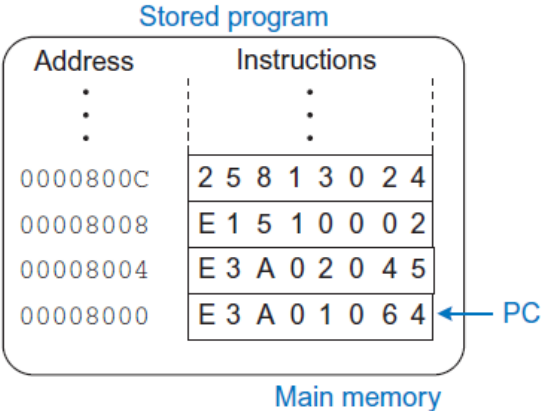 Stored program
Address Instructions
0000800C 2 5 8 1 3 0 2 4
00008008 E 1 5 1 0 0 0 2
00008004 E 3 A 0 2 0 4 5
00008000 E 3 A 0 1 0 6 4 PC
Main memory